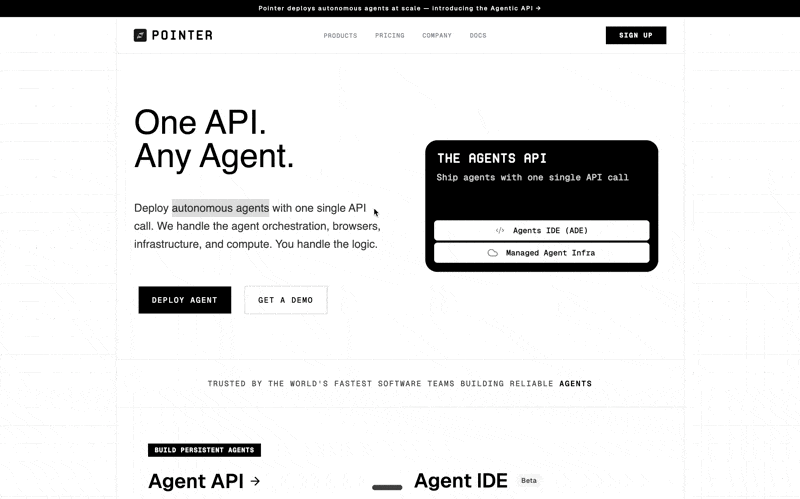 Pointer deploys autonomous agents at scale — introducing the Agentic API →
POINTER
PRODUCTS
PRICING
COMPANY
DOCS
SIGN UP
One API.
Any Agent.
Deploy autonomous agents with one single API
call. We handle the agent orchestration, browsers,
infrastructure, and compute. You handle the logic.
DEPLOY AGENT
GET A DEMO
THE AGENTS API
Ship agents with one single API call
</> Agents IDE (ADE)
Managed Agent Infra
TRUSTED BY THE WORLD'S FASTEST SOFTWARE TEAMS BUILDING RELIABLE AGENTS
BUILD PERSISTENT AGENTS
Agent API →
Agent IDE Beta